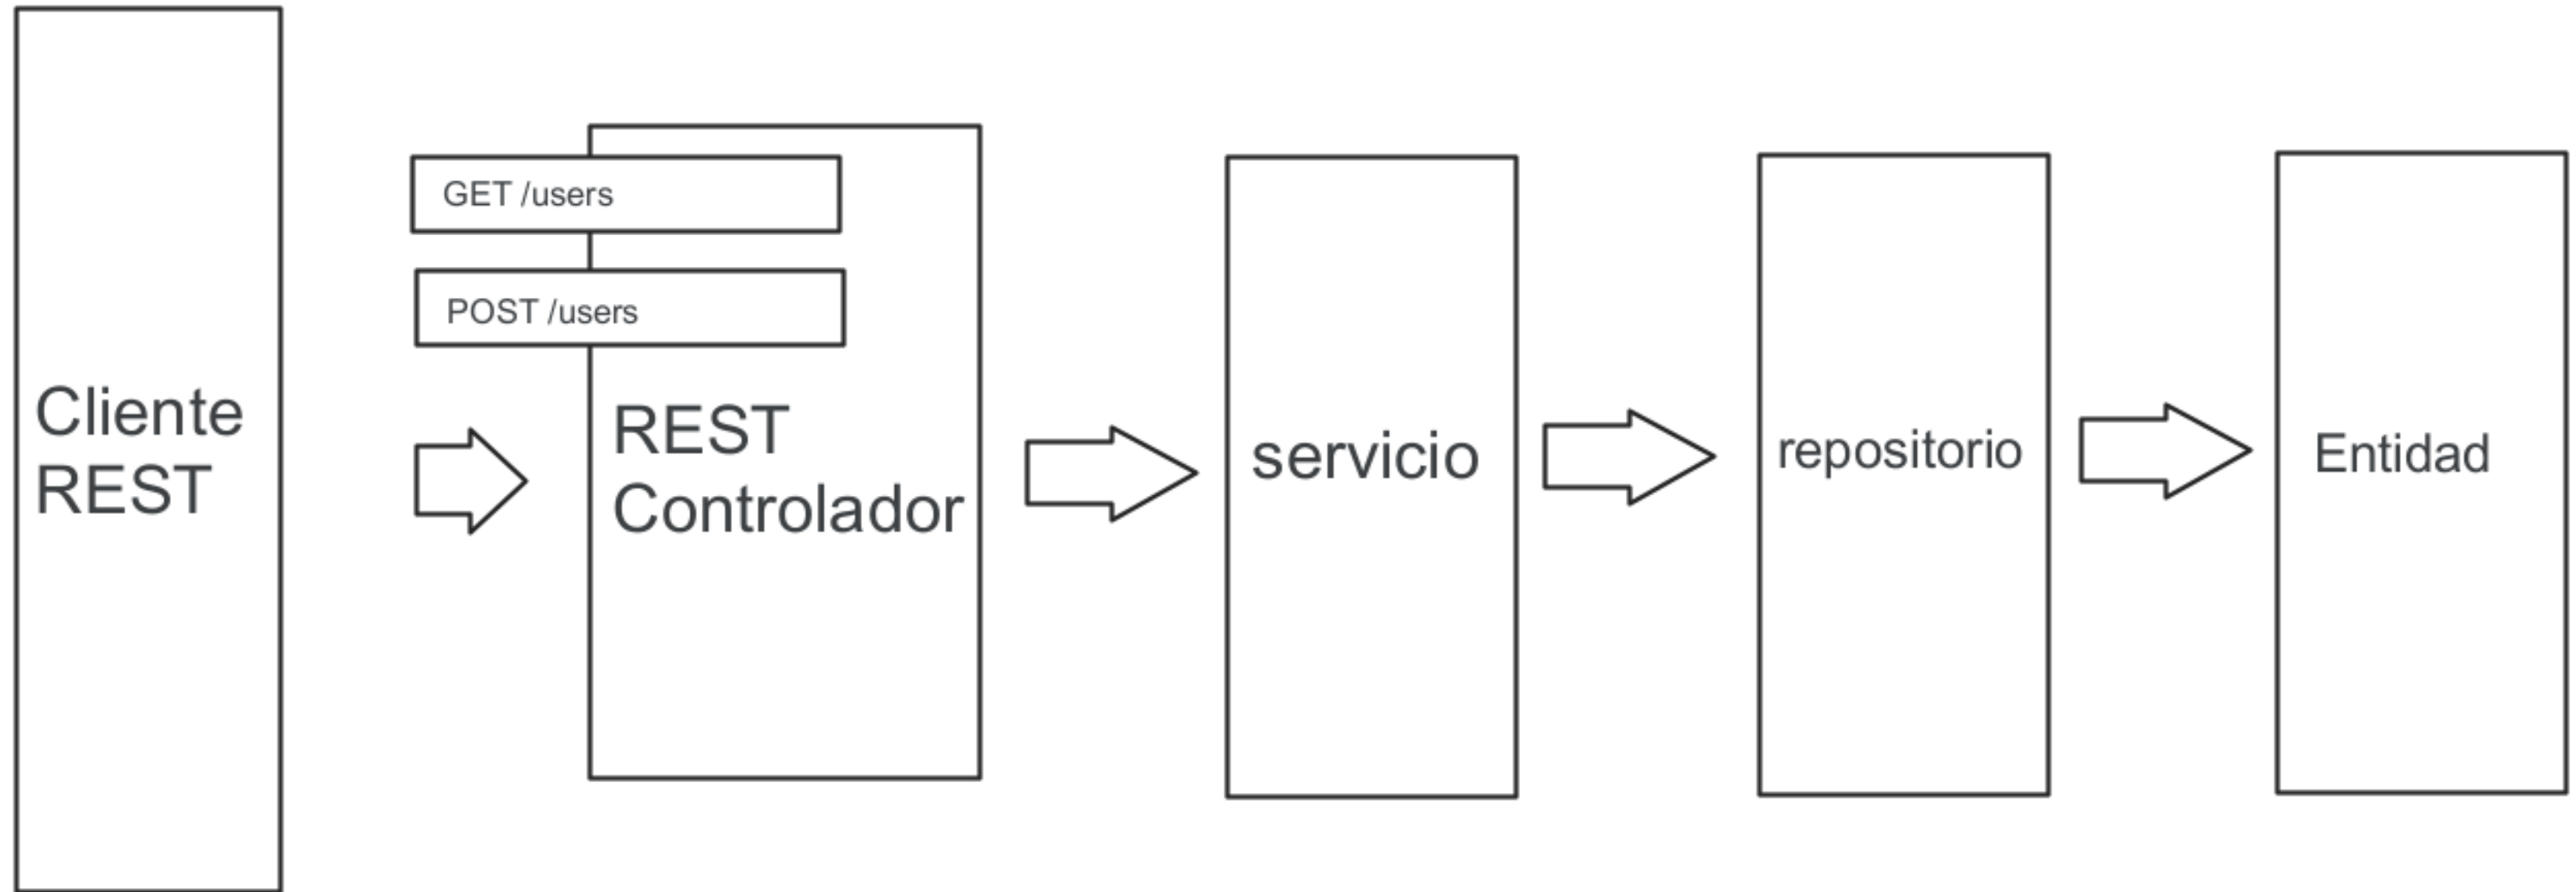 Cliente
REST
GET /users
POST /users
REST
Controlador
servicio
repositorio
Entidad